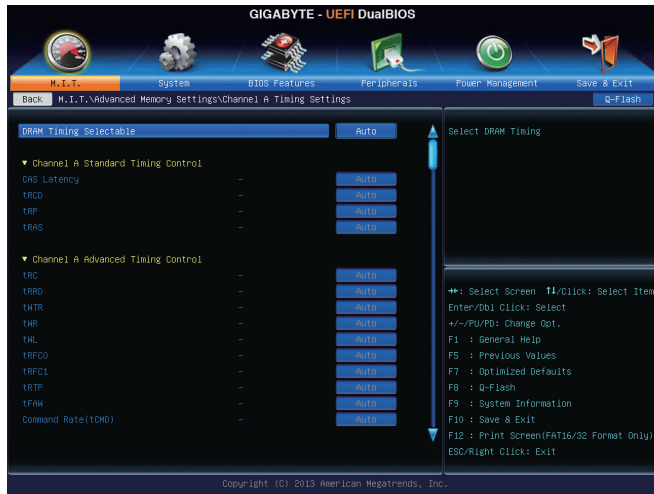 GIGABYTE - UEFI DualBIOS
M.I.T.
System
BIOS Features
Peripherals
Power Management
Save & Exit
Back M.I.T.\Advanced Memory Settings\Channel A Timing Settings Q-Flash
DRAM Timing Selectable Auto
▼ Channel A Standard Timing Control
CAS Latency – Auto
tRCD – Auto
tRP – Auto
tRAS – Auto
▼ Channel A Advanced Timing Control
tRC – Auto
tRRD – Auto
tWTR – Auto
tWR – Auto
tWL – Auto
tRFC0 – Auto
tRFC1 – Auto
tRTP – Auto
tFAW – Auto
Command Rate(tCMD) – Auto
Select DRAM Timing
→←: Select Screen ↑↓/Click: Select Item
Enter/Dbl Click: Select
+/-/PU/PD: Change Opt.
F1 : General Help
F5 : Previous Values
F7 : Optimized Defaults
F8 : Q-Flash
F9 : System Information
F10 : Save & Exit
F12 : Print Screen(FAT16/32 Format Only)
ESC/Right Click: Exit
Copyright (C) 2013 American Megatrends, Inc.